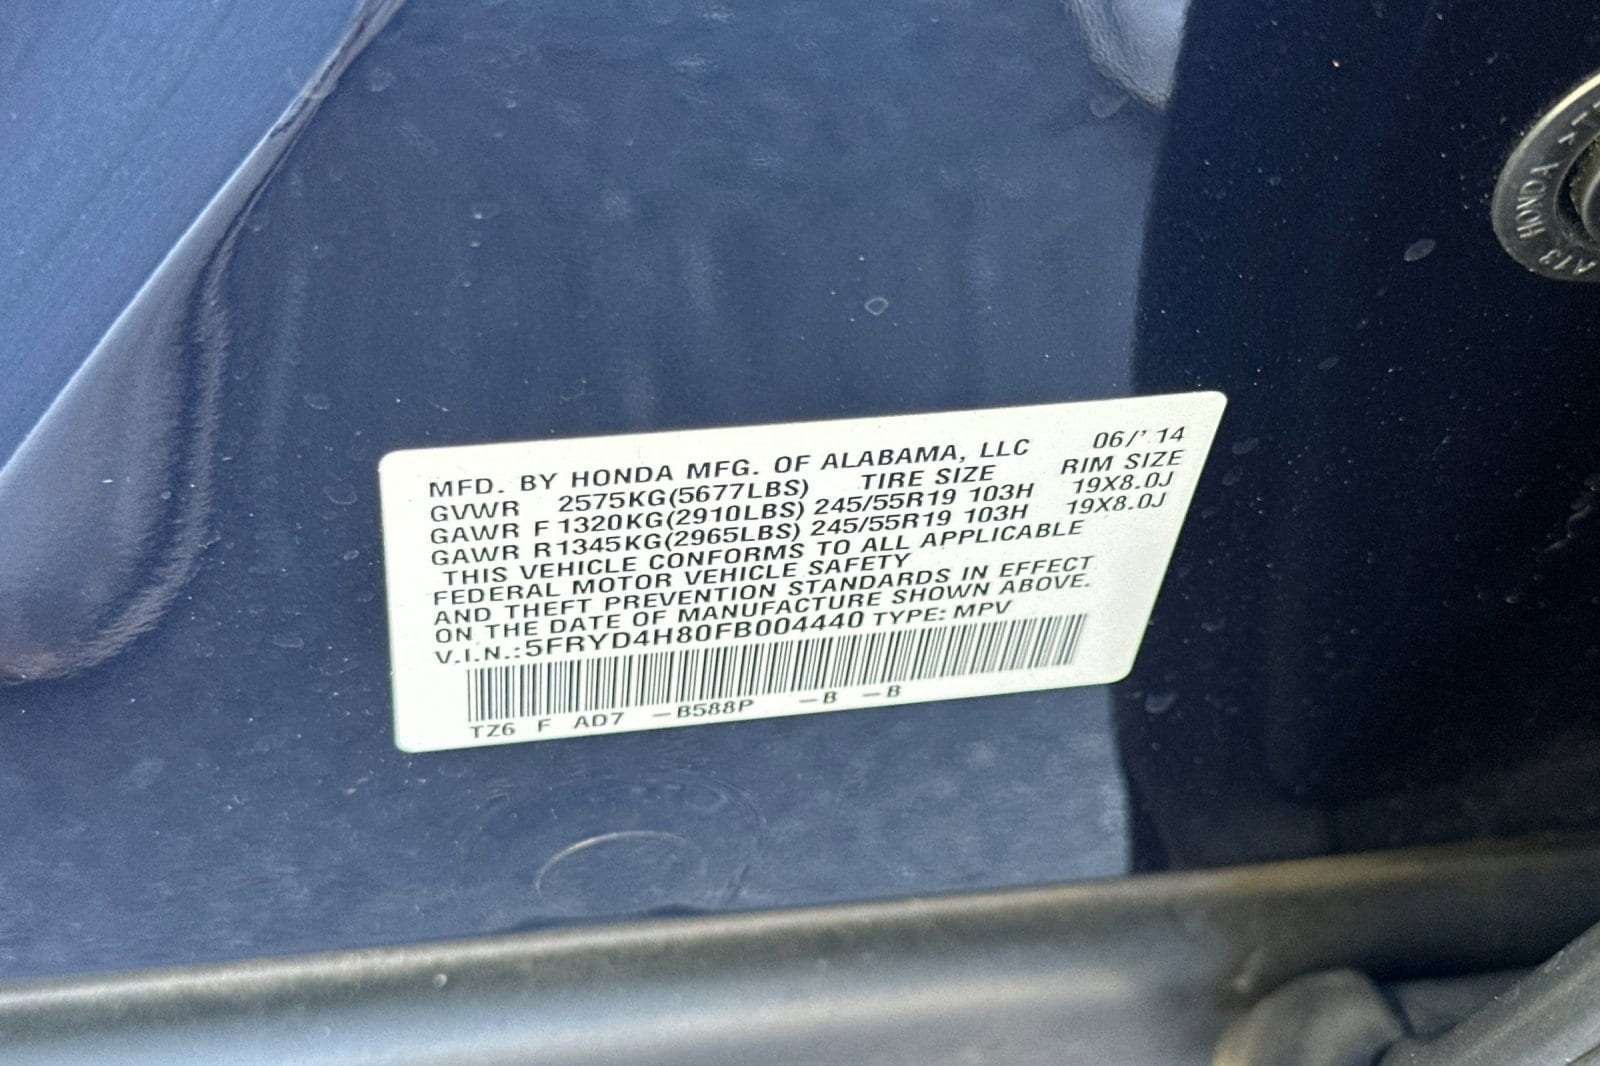 MFD. BY HONDA MFG. OF ALABAMA, LLC 06/'14
GVWR 2575KG(5677LBS) TIRE SIZE RIM SIZE
GAWR F 1320KG(2910LBS) 245/55R19 103H 19X8.0J
GAWR R 1345KG(2965LBS) 245/55R19 103H 19X8.0J
THIS VEHICLE CONFORMS TO ALL APPLICABLE
FEDERAL MOTOR VEHICLE SAFETY
AND THEFT PREVENTION STANDARDS IN EFFECT
ON THE DATE OF MANUFACTURE SHOWN ABOVE.
V.I.N.:5FRYD4H80FB004440 TYPE: MPV
TZ6 F AD7 -B588P -B -B
A13 HONDA